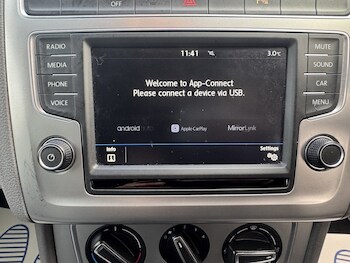 RADIO
MEDIA
PHONE
VOICE
11:41
3.0°C
Welcome to App-Connect
Please connect a device via USB.
android
Apple CarPlay
MirrorLink
Info
Settings
MUTE
SOUND
CAR
MENU